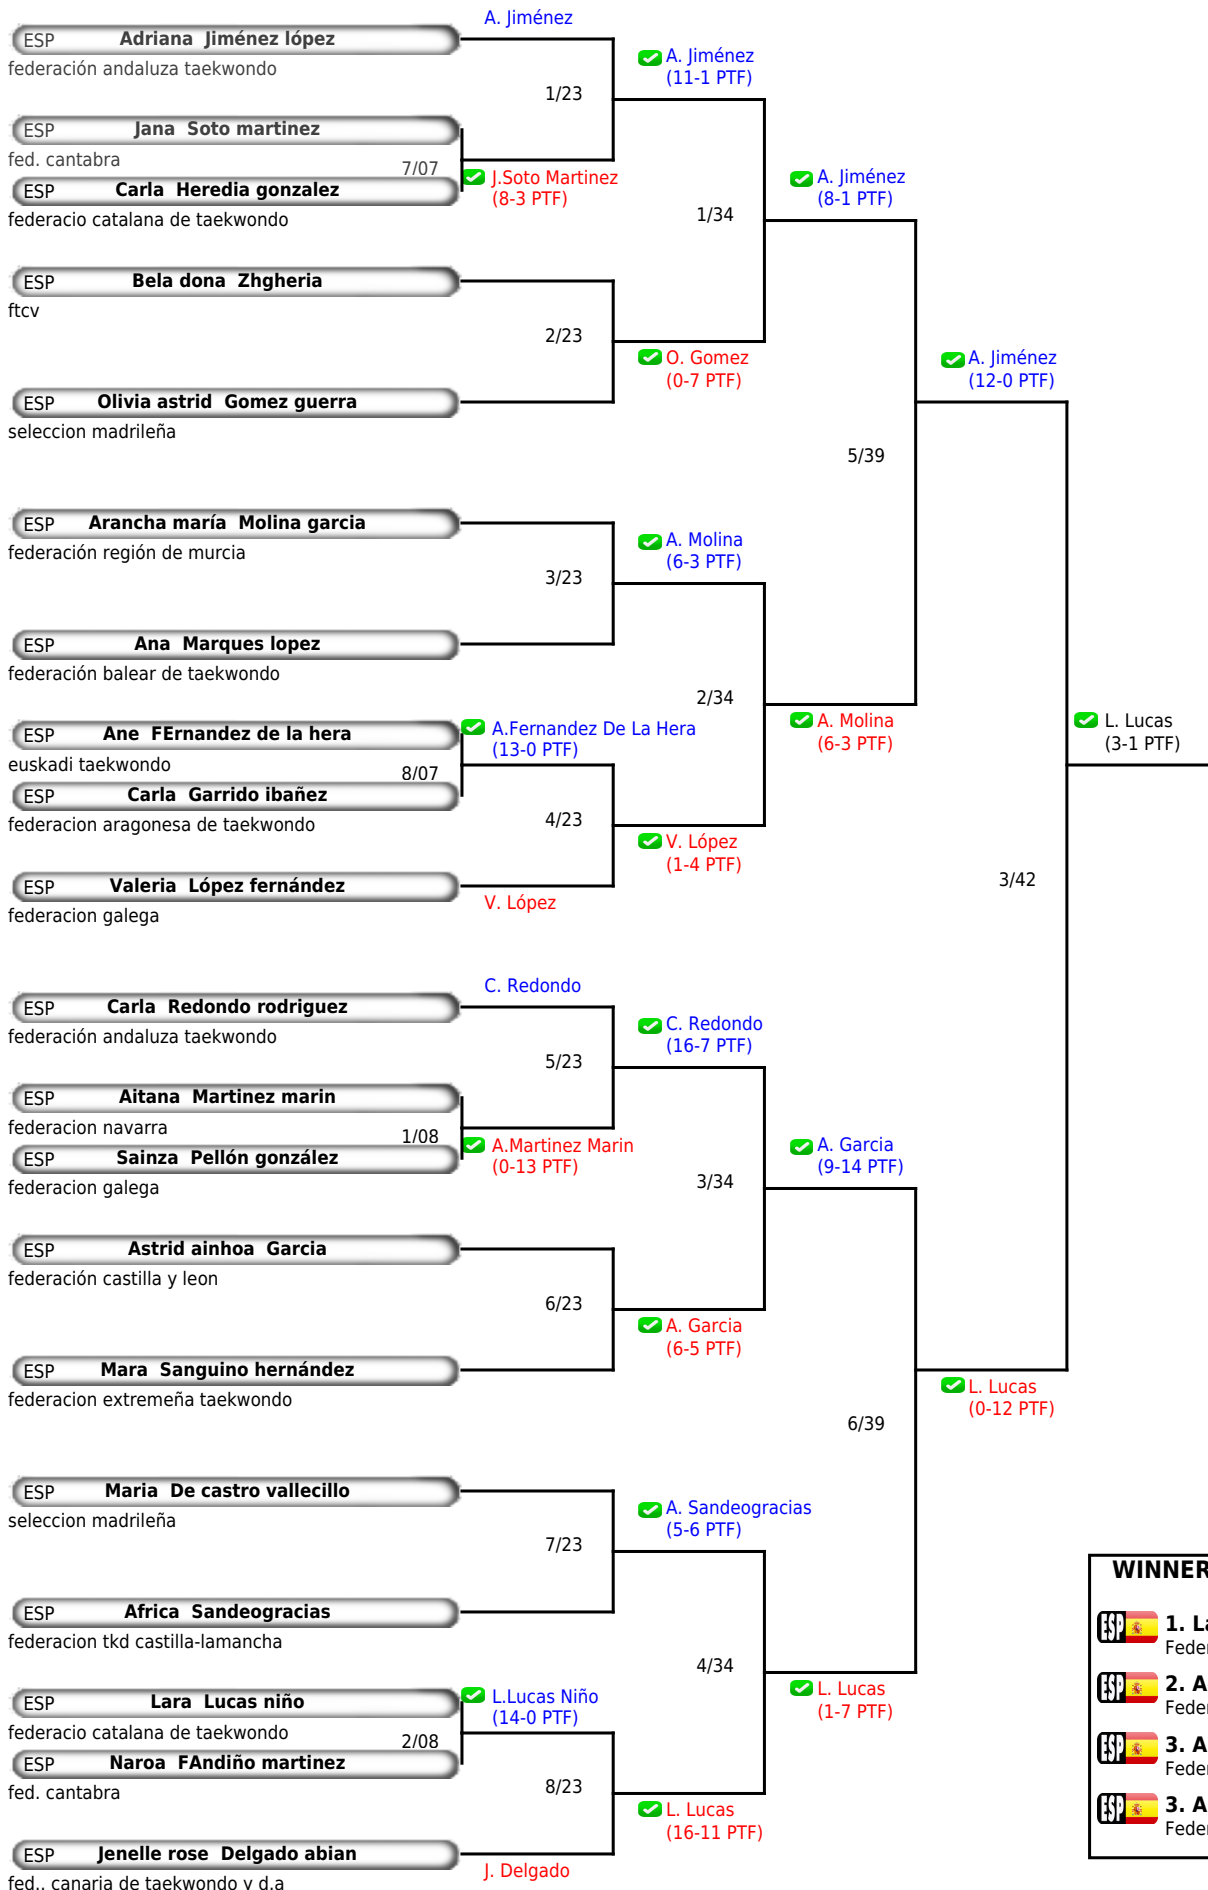 A. Jiménez
ESP Adriana Jiménez lópez
federación andaluza taekwondo
A. Jiménez
(11-1 PTF)
1/23
ESP Jana Soto martinez
fed. cantabra
7/07
J.Soto Martinez
(8-3 PTF)
ESP Carla Heredia gonzalez
federacio catalana de taekwondo
A. Jiménez
(8-1 PTF)
1/34
ESP Bela dona Zhgheria
ftcv
2/23
O. Gomez
(0-7 PTF)
A. Jiménez
(12-0 PTF)
ESP Olivia astrid Gomez guerra
seleccion madrileña
5/39
ESP Arancha maría Molina garcia
federación región de murcia
A. Molina
(6-3 PTF)
3/23
ESP Ana Marques lopez
federación balear de taekwondo
2/34
A. Molina
(6-3 PTF)
L. Lucas
(3-1 PTF)
ESP Ane FErnandez de la hera
euskadi taekwondo
8/07
A.Fernandez De La Hera
(13-0 PTF)
ESP Carla Garrido ibañez
federacion aragonesa de taekwondo
4/23
V. López
(1-4 PTF)
ESP Valeria López fernández
federacion galega
V. López
3/42
C. Redondo
ESP Carla Redondo rodriguez
federación andaluza taekwondo
C. Redondo
(16-7 PTF)
5/23
ESP Aitana Martinez marin
federacion navarra
1/08
A.Martinez Marin
(0-13 PTF)
ESP Sainza Pellón gonzález
federacion galega
A. Garcia
(9-14 PTF)
3/34
ESP Astrid ainhoa Garcia
federación castilla y leon
6/23
A. Garcia
(6-5 PTF)
ESP Mara Sanguino hernández
federacion extremeña taekwondo
L. Lucas
(0-12 PTF)
6/39
ESP Maria De castro vallecillo
seleccion madrileña
A. Sandeogracias
(5-6 PTF)
7/23
ESP Africa Sandeogracias
federacion tkd castilla-lamancha
4/34
L. Lucas
(1-7 PTF)
ESP Lara Lucas niño
federacio catalana de taekwondo
2/08
L.Lucas Niño
(14-0 PTF)
ESP Naroa FAndiño martinez
fed. cantabra
8/23
L. Lucas
(16-11 PTF)
ESP Jenelle rose Delgado abian
fed.. canaria de taekwondo y d.a
J. Delgado
WINNER
ESP 1. La
Feder
ESP 2. A
Feder
ESP 3. A
Feder
ESP 3. A
Feder